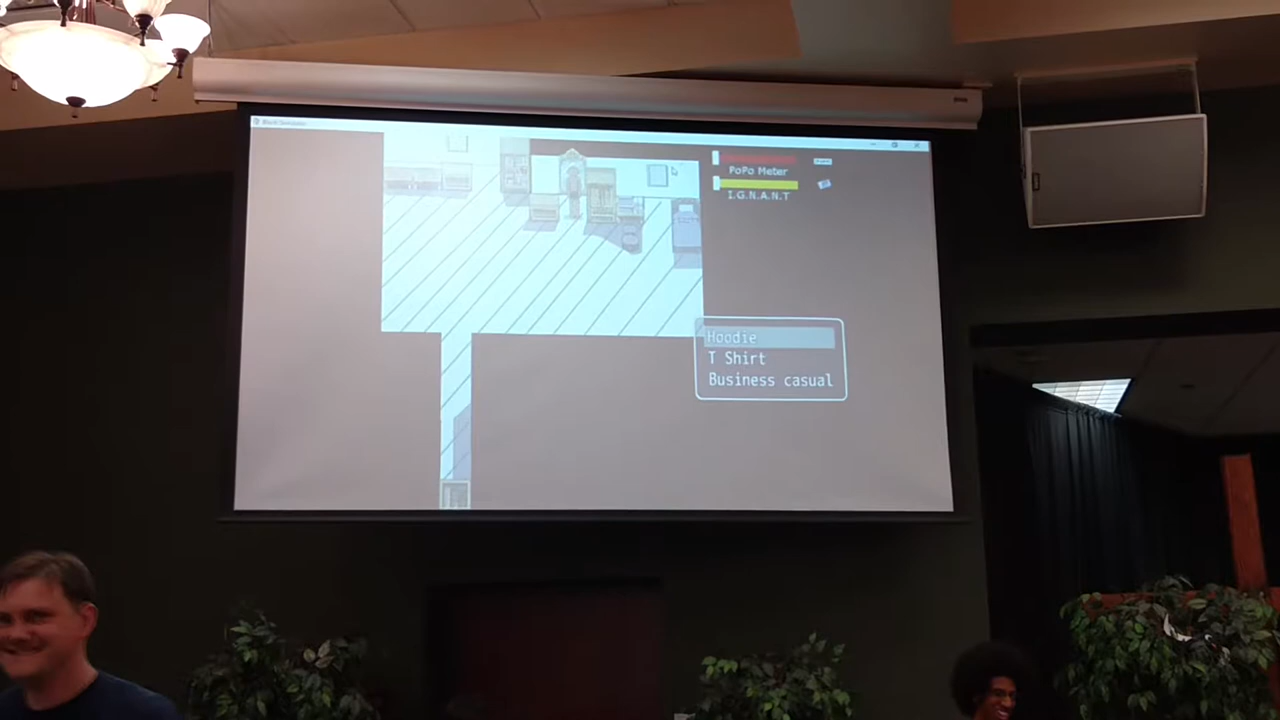 PoPo Meter
I.G.N.A.N.T
Hoodie
T Shirt
Business casual